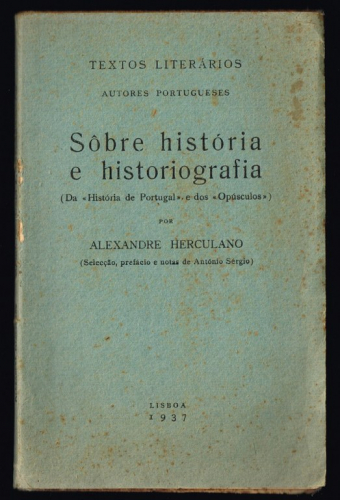 TEXTOS LITERÁRIOS
AUTORES PORTUGUESES
Sôbre história
e historiografia
(Da «História de Portugal» e dos «Opúsculos»)
POR
ALEXANDRE HERCULANO
(Selecção, prefácio e notas de António Sérgio)
LISBOA
1937